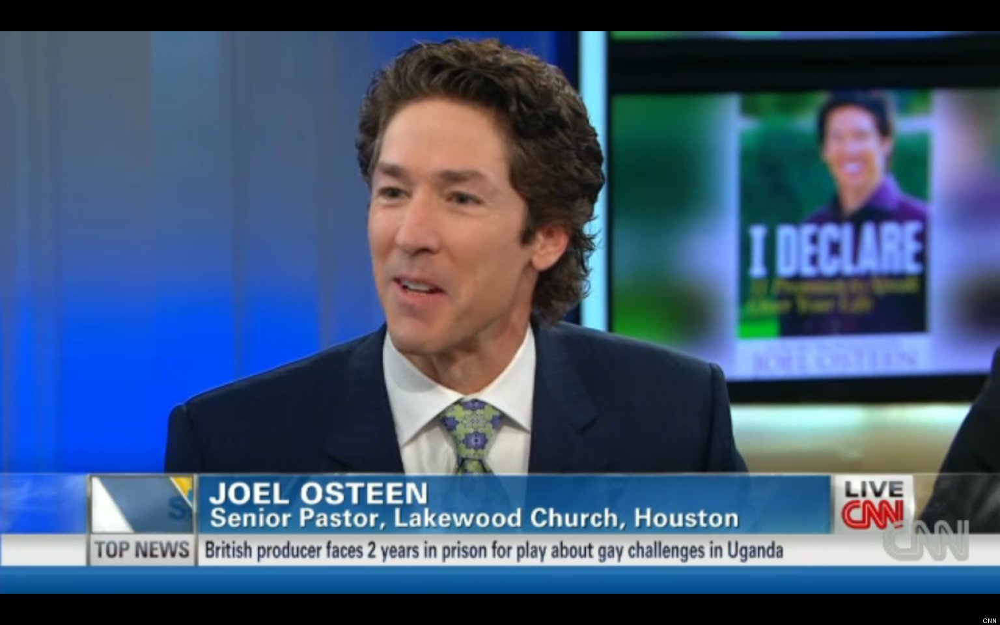 I DECLARE
31 Promises to Speak
Over Your Life
JOEL OSTEEN
JOEL OSTEEN
Senior Pastor, Lakewood Church, Houston
LIVE
CNN
CNN
TOP NEWS
British producer faces 2 years in prison for play about gay challenges in Uganda
CNN